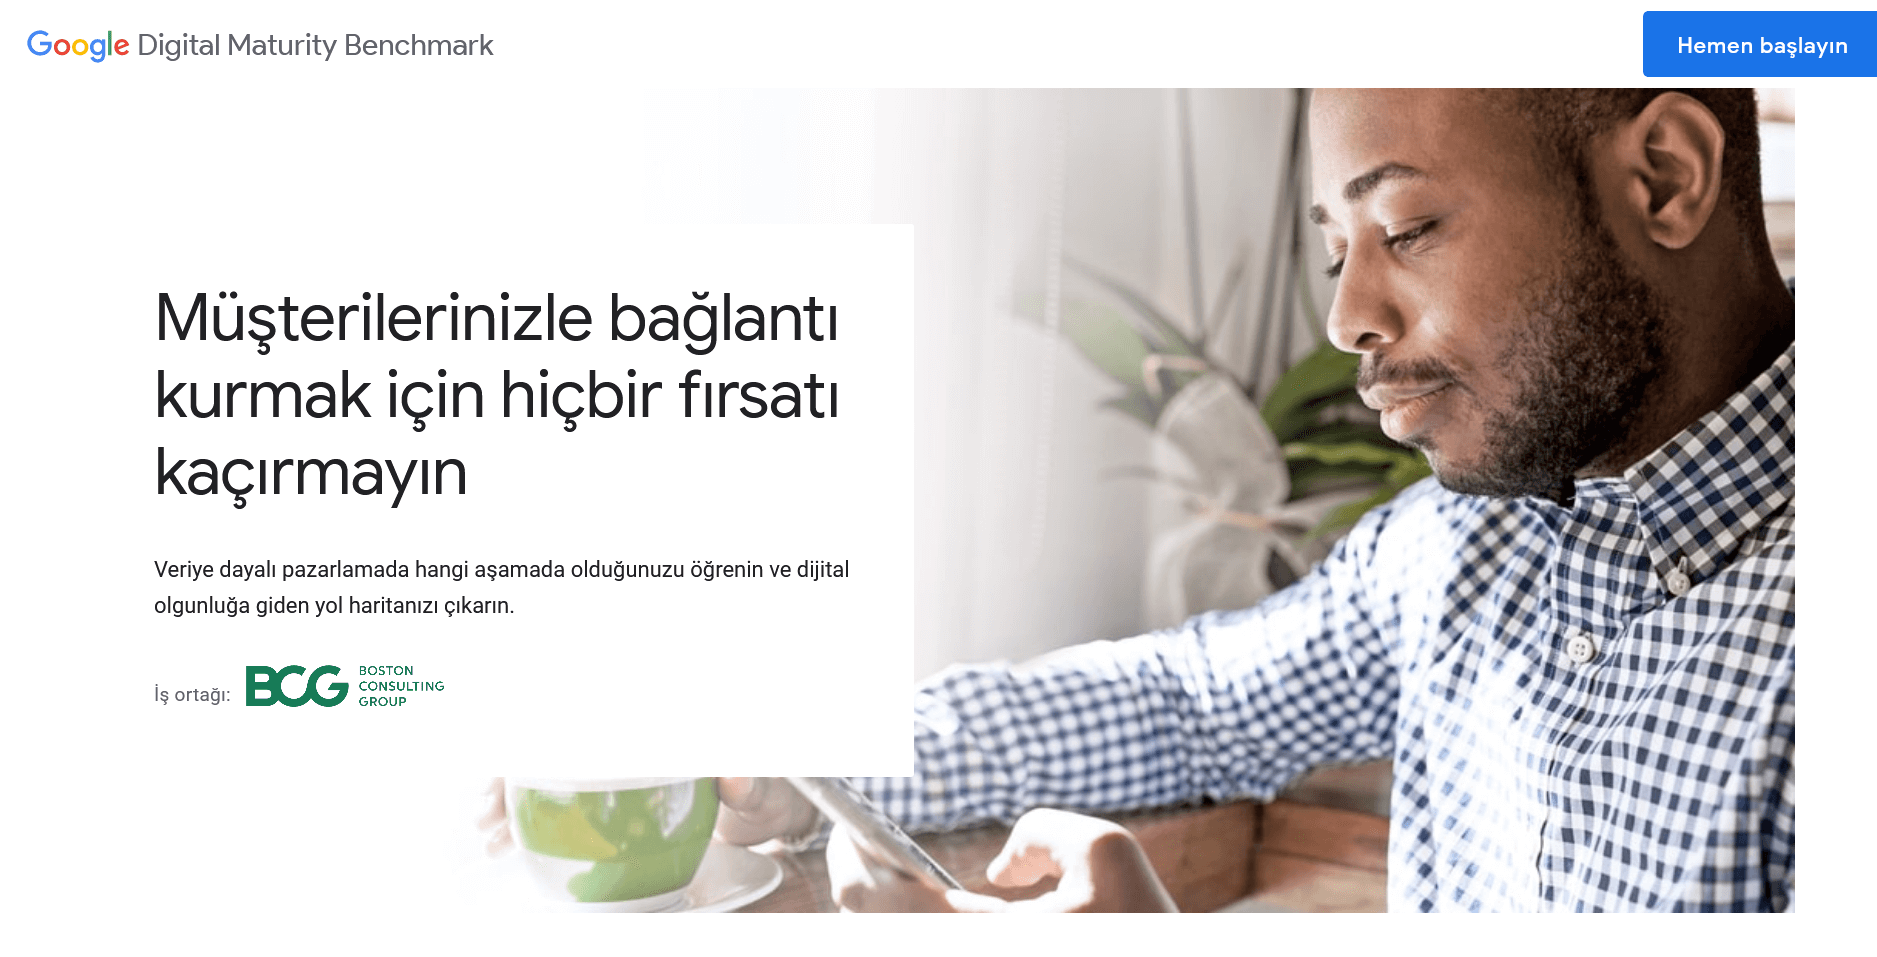 Google Digital Maturity Benchmark
Hemen başlayın
Müşterilerinizle bağlantı
kurmak için hiçbir fırsatı
kaçırmayın
Veriye dayalı pazarlamada hangi aşamada olduğunuzu öğrenin ve dijital
olgunluğa giden yol haritanızı çıkarın.
İş ortağı:
BCG
BOSTON
CONSULTING
GROUP